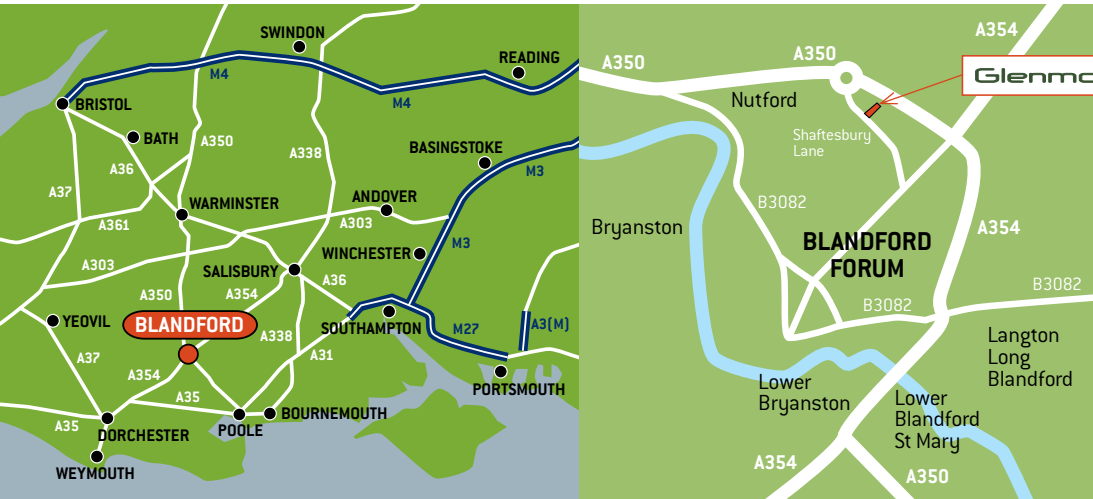 SWINDON
READING
M4
M4
BRISTOL
BATH
A350
A36
A338
BASINGSTOKE
M3
A37
WARMINSTER
ANDOVER
A361
A303
WINCHESTER
M3
A303
SALISBURY
A36
A350
A354
YEOVIL
BLANDFORD
A338
SOUTHAMPTON
M27
A3(M)
A37
A31
A354
A35
PORTSMOUTH
A35
DORCHESTER
POOLE
BOURNEMOUTH
WEYMOUTH
A354
A350
A350
Glenmo
Nutford
Shaftesbury
Lane
B3082
Bryanston
A354
BLANDFORD
FORUM
B3082
B3082
Langton
Long
Blandford
Lower
Bryanston
Lower
Blandford
St Mary
A354
A350